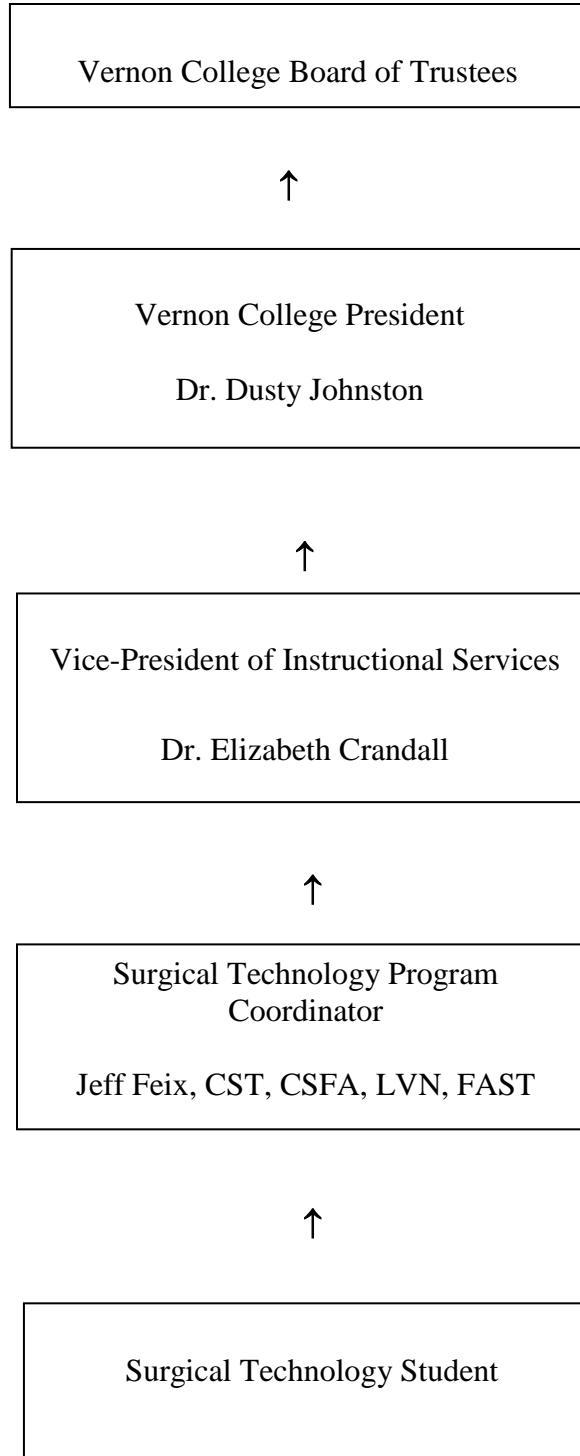 Vernon College Board of Trustees
↑
Vernon College President
Dr. Dusty Johnston
↑
Vice-President of Instructional Services
Dr. Elizabeth Crandall
↑
Surgical Technology Program
Coordinator
Jeff Feix, CST, CSFA, LVN, FAST
↑
Surgical Technology Student